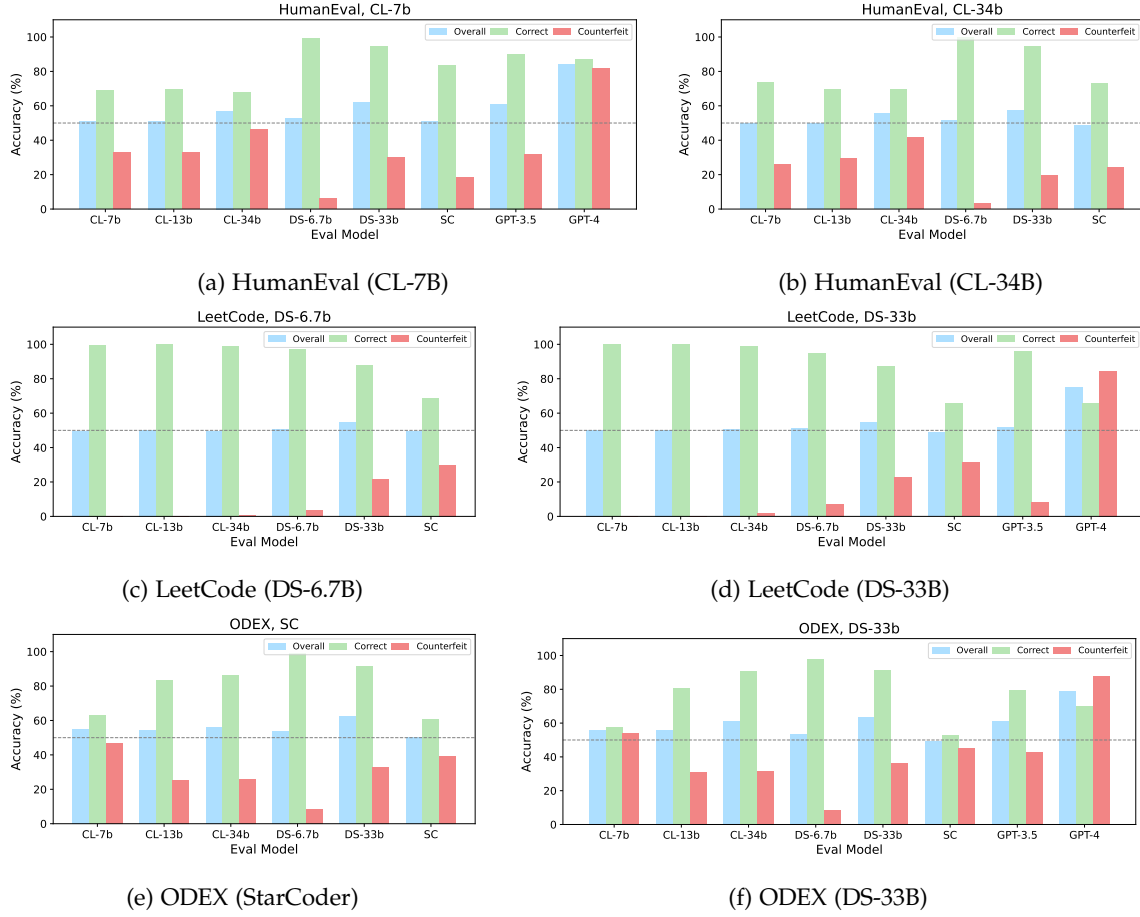 HumanEval, CL-7b
Overall Correct Counterfeit
Accuracy (%)
100
80
60
40
20
0
CL-7b CL-13b CL-34b DS-6.7b DS-33b SC GPT-3.5 GPT-4
Eval Model
(a) HumanEval (CL-7B)
HumanEval, CL-34b
Overall Correct Counterfeit
Accuracy (%)
100
80
60
40
20
0
CL-7b CL-13b CL-34b DS-6.7b DS-33b SC
Eval Model
(b) HumanEval (CL-34B)
LeetCode, DS-6.7b
Overall Correct Counterfeit
Accuracy (%)
100
80
60
40
20
0
CL-7b CL-13b CL-34b DS-6.7b DS-33b SC
Eval Model
(c) LeetCode (DS-6.7B)
LeetCode, DS-33b
Overall Correct Counterfeit
Accuracy (%)
100
80
60
40
20
0
CL-7b CL-13b CL-34b DS-6.7b DS-33b SC GPT-3.5 GPT-4
Eval Model
(d) LeetCode (DS-33B)
ODEX, SC
Overall Correct Counterfeit
Accuracy (%)
100
80
60
40
20
0
CL-7b CL-13b CL-34b DS-6.7b DS-33b SC
Eval Model
(e) ODEX (StarCoder)
ODEX, DS-33b
Overall Correct Counterfeit
Accuracy (%)
100
80
60
40
20
0
CL-7b CL-13b CL-34b DS-6.7b DS-33b SC GPT-3.5 GPT-4
Eval Model
(f) ODEX (DS-33B)